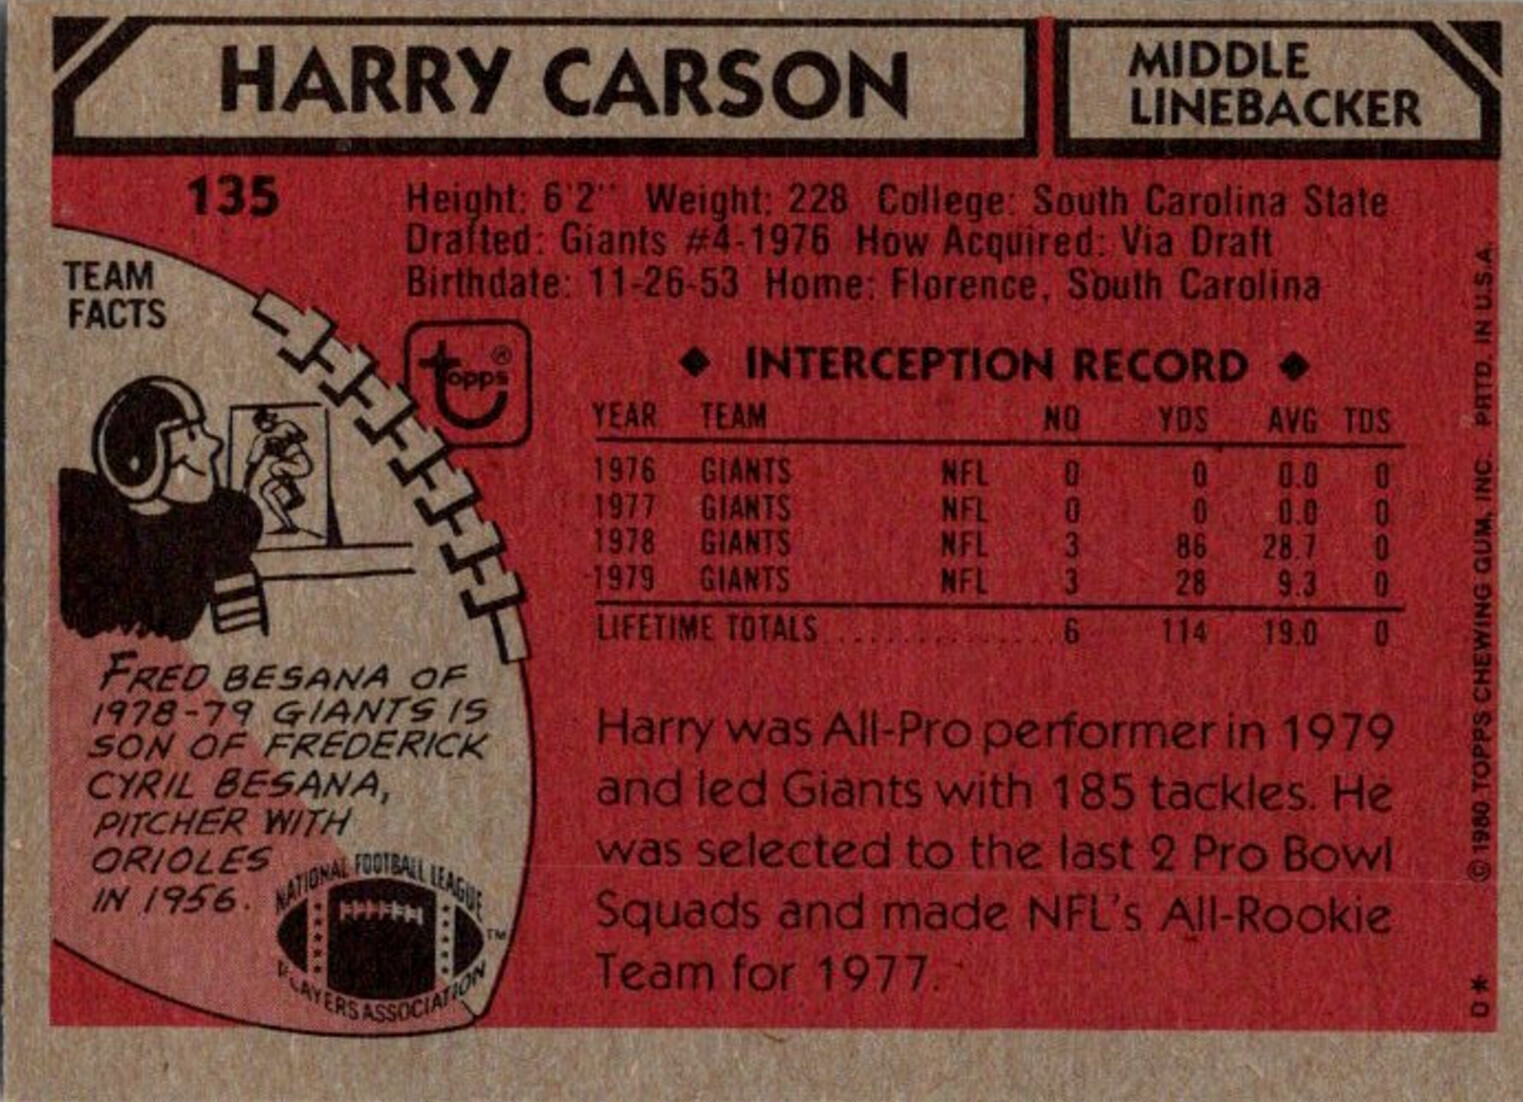 HARRY CARSON
MIDDLE
LINEBACKER
135
Height: 6'2" Weight: 228 College: South Carolina State
Drafted: Giants #4-1976 How Acquired: Via Draft
Birthdate: 11-26-53 Home: Florence, South Carolina
TEAM
FACTS
topps®
◆ INTERCEPTION RECORD ◆
YEAR TEAM NO YDS AVG TDS
1976 GIANTS NFL 0 0 0.0 0
1977 GIANTS NFL 0 0 0.0 0
1978 GIANTS NFL 3 86 28.7 0
1979 GIANTS NFL 3 28 9.3 0
LIFETIME TOTALS .............. 6 114 19.0 0
FRED BESANA OF
1978-79 GIANTS IS
SON OF FREDERICK
CYRIL BESANA,
PITCHER WITH
ORIOLES
IN 1956.
NATIONAL FOOTBALL LEAGUE
PLAYERS ASSOCIATION
TM
Harry was All-Pro performer in 1979
and led Giants with 185 tackles. He
was selected to the last 2 Pro Bowl
Squads and made NFL's All-Rookie
Team for 1977.
D* © 1980 TOPPS CHEWING GUM, INC. PRTD. IN U.S.A.